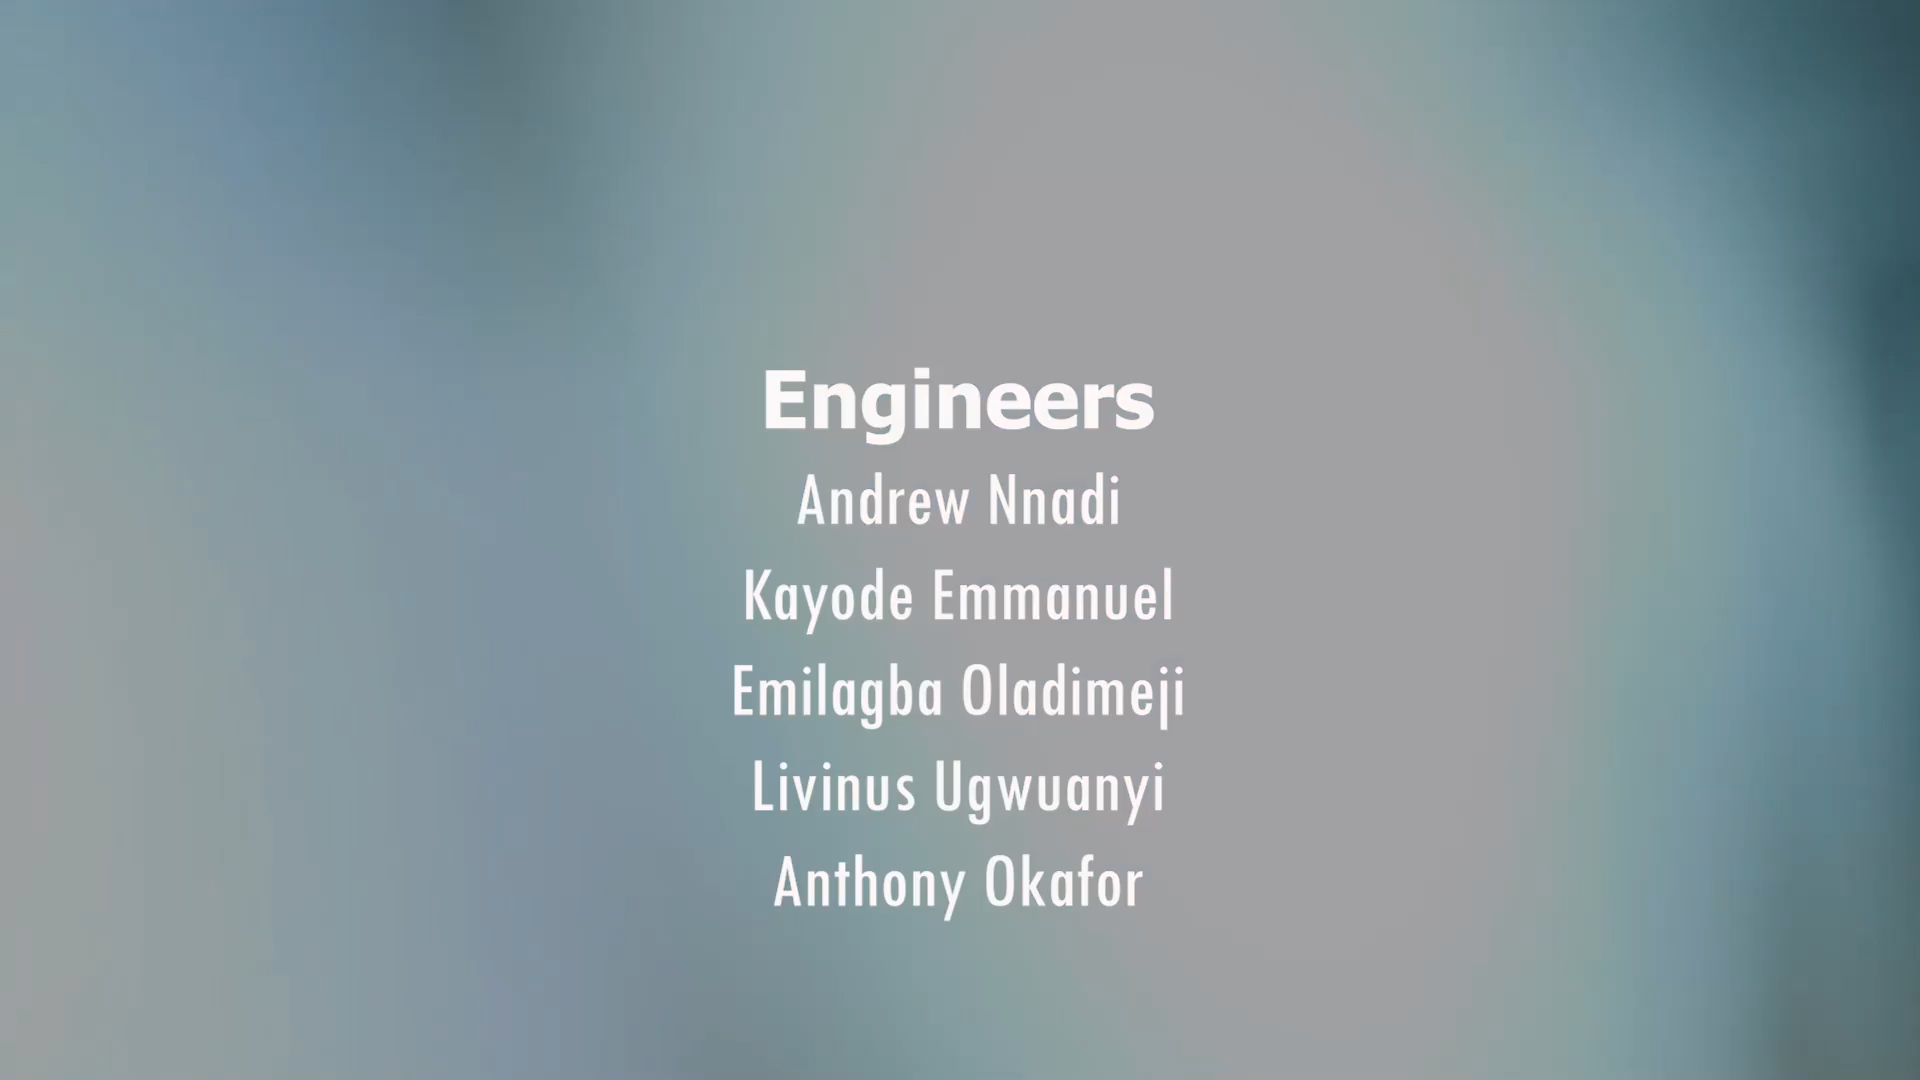 Engineers
Andrew Nnadi
Kayode Emmanuel
Emilagba Oladimeji
Livinus Ugwuanyi
Anthony Okafor